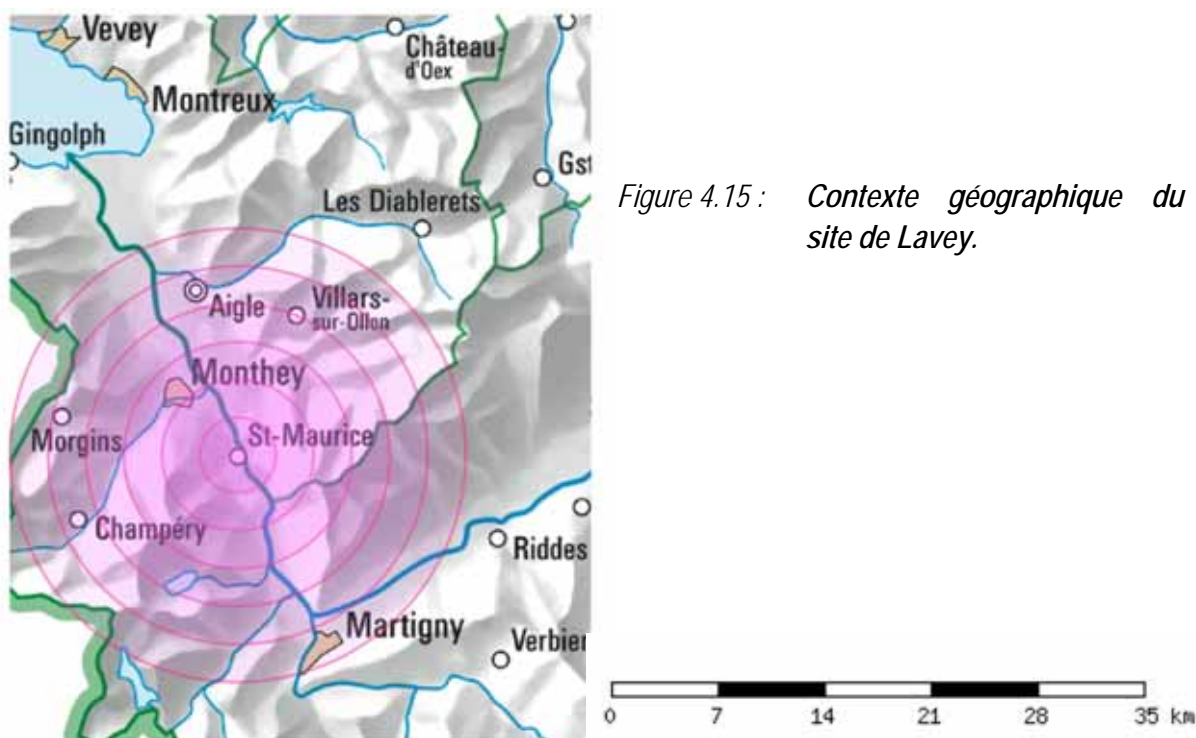 Vevey
Château-
d'Oex
Montreux
Gingolph
Gst
Les Diablerets
Figure 4.15 : Contexte géographique du
site de Lavey.
Aigle
Villars-
sur-Ollon
Monthey
Morgins
St-Maurice
Champéry
Riddes
Martigny
Verbier
0 7 14 21 28 35 km